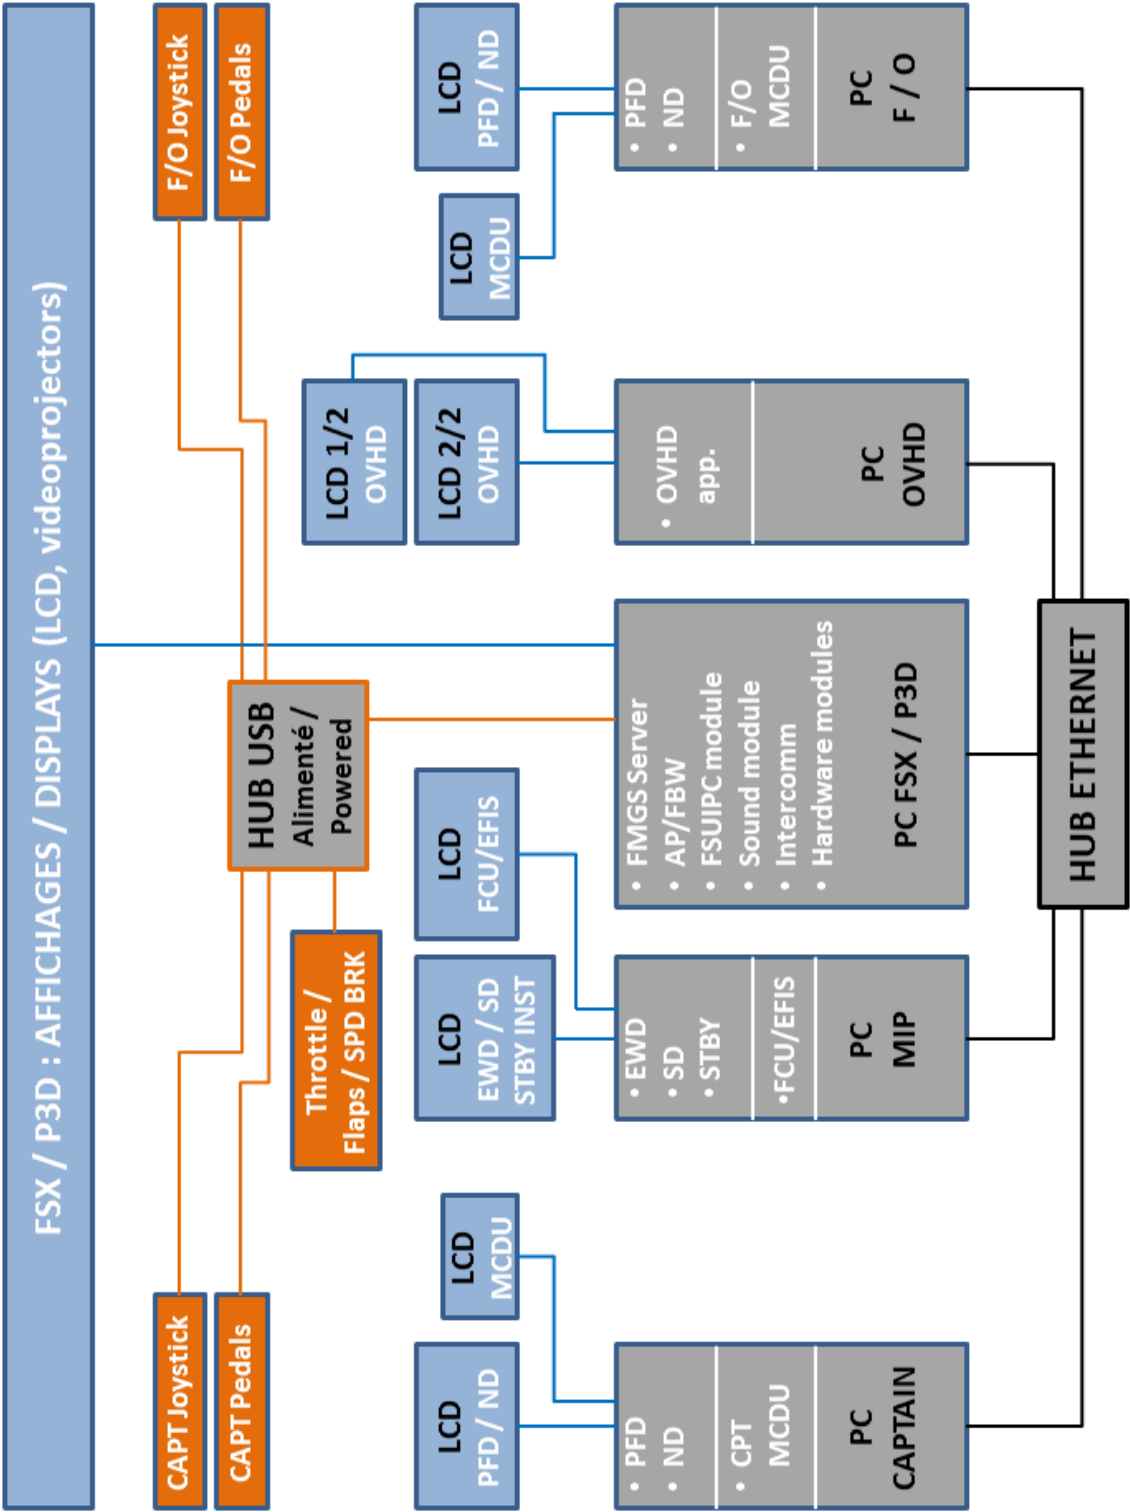 FSX / P3D : AFFICHAGES / DISPLAYS (LCD, videoprojectors)
CAPT Joystick
CAPT Pedals
F/O Joystick
F/O Pedals
HUB USB
Alimenté /
Powered
Throttle /
Flaps / SPD BRK
LCD
PFD / ND
LCD
MCDU
LCD
EWD / SD
STBY INST
LCD
FCU/EFIS
LCD 1/2
OVHD
LCD 2/2
OVHD
LCD
MCDU
LCD
PFD / ND
• PFD
• ND
• CPT
MCDU
PC
CAPTAIN
• EWD
• SD
• STBY
•FCU/EFIS
PC
MIP
• FMGS Server
• AP/FBW
• FSUIPC module
• Sound module
• Intercomm
• Hardware modules
PC FSX / P3D
• OVHD
app.
PC
OVHD
• PFD
• ND
• F/O
MCDU
PC
F / O
HUB ETHERNET